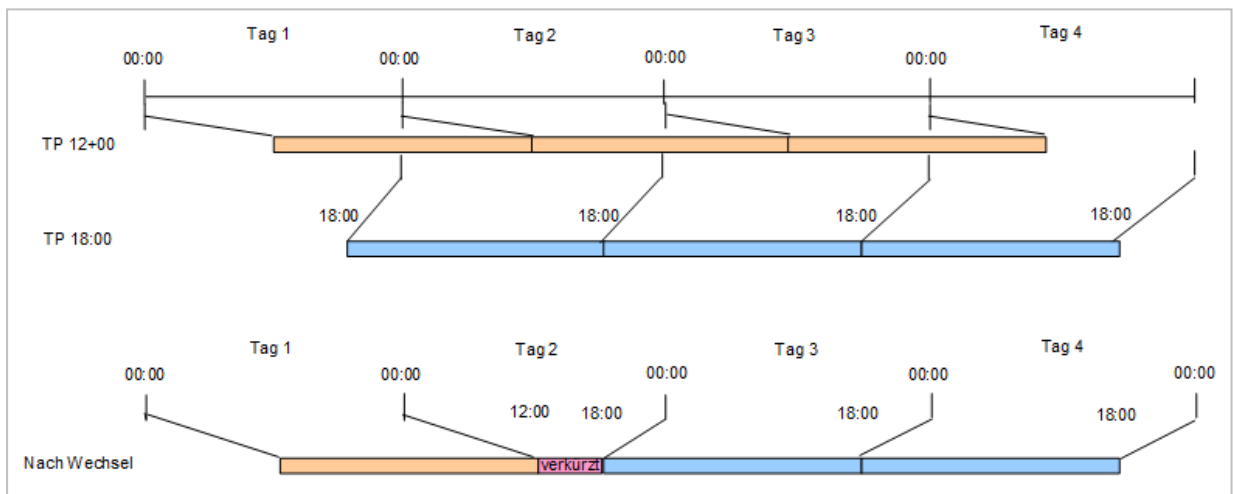 Tag 1 Tag 2 Tag 3 Tag 4
00:00 00:00 00:00 00:00
TP 12+00
18:00 18:00 18:00 18:00
TP 18:00
Tag 1 Tag 2 Tag 3 Tag 4
00:00 00:00 00:00 00:00 00:00
12:00 18:00 18:00 18:00
Nach Wechsel verkürzt